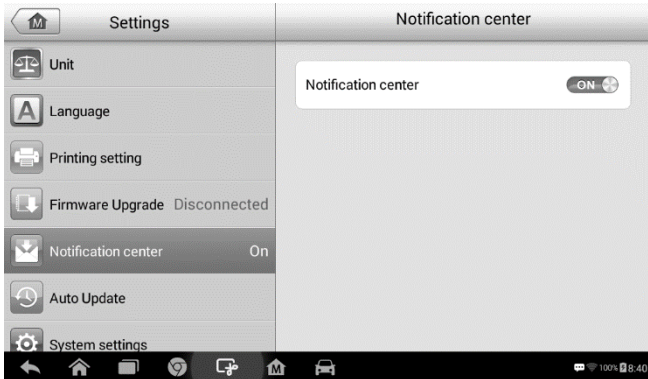 M
Settings
Unit
A
Language
Printing setting
Firmware Upgrade Disconnected
Notification center On
Auto Update
System settings
Notification center
Notification center ON
M
100% 8:40